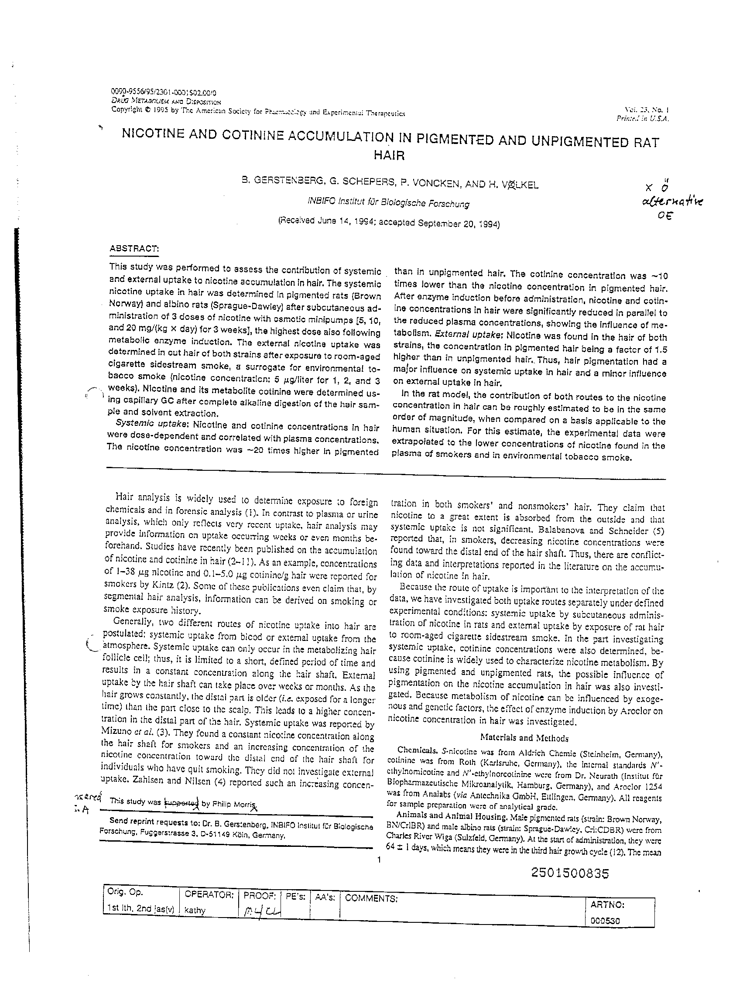 0090-9556/95/2301-0001$02.00/0
DRUG METABOLISM AND DISPOSITION
Copyright © 1995 by The American Society for Pharmacology and Experimental Therapeutics
Vol. 23, No. 1
Printed in U.S.A.
NICOTINE AND COTININE ACCUMULATION IN PIGMENTED AND UNPIGMENTED RAT
HAIR
B. GERSTENBERG, G. SCHEPERS, P. VONCKEN, AND H. VØLKEL
x ö
alternative
OE
INBIFO Institut für Biologische Forschung
(Received June 14, 1994; accepted September 20, 1994)
ABSTRACT:
This study was performed to assess the contribution of systemic
and external uptake to nicotine accumulation in hair. The systemic
nicotine uptake in hair was determined in pigmented rats (Brown
Norway) and albino rats (Sprague-Dawley) after subcutaneous ad-
ministration of 3 doses of nicotine with osmotic minipumps [5, 10,
and 20 mg/(kg × day) for 3 weeks], the highest dose also following
metabolic enzyme induction. The external nicotine uptake was
determined in cut hair of both strains after exposure to room-aged
cigarette sidestream smoke, a surrogate for environmental to-
bacco smoke (nicotine concentration: 5 µg/liter for 1, 2, and 3
weeks). Nicotine and its metabolite cotinine were determined us-
ing capillary GC after complete alkaline digestion of the hair sam-
ple and solvent extraction.
Systemic uptake: Nicotine and cotinine concentrations in hair
were dose-dependent and correlated with plasma concentrations.
The nicotine concentration was ~20 times higher in pigmented
than in unpigmented hair. The cotinine concentration was ~10
times lower than the nicotine concentration in pigmented hair.
After enzyme induction before administration, nicotine and cotin-
ine concentrations in hair were significantly reduced in parallel to
the reduced plasma concentrations, showing the influence of me-
tabolism. External uptake: Nicotine was found in the hair of both
strains, the concentration in pigmented hair being a factor of 1.5
higher than in unpigmented hair. Thus, hair pigmentation had a
major influence on systemic uptake in hair and a minor influence
on external uptake in hair.
In the rat model, the contribution of both routes to the nicotine
concentration in hair can be roughly estimated to be in the same
order of magnitude, when compared on a basis applicable to the
human situation. For this estimate, the experimental data were
extrapolated to the lower concentrations of nicotine found in the
plasma of smokers and in environmental tobacco smoke.
Hair analysis is widely used to determine exposure to foreign
chemicals and in forensic analysis (1). In contrast to plasma or urine
analysis, which only reflects very recent uptake, hair analysis may
provide information on uptake occurring weeks or even months be-
forehand. Studies have recently been published on the accumulation
of nicotine and cotinine in hair (2–11). As an example, concentrations
of 1–38 µg nicotine and 0.1–5.0 µg cotinine/g hair were reported for
smokers by Kintz (2). Some of these publications even claim that, by
segmental hair analysis, information can be derived on smoking or
smoke exposure history.
Generally, two different routes of nicotine uptake into hair are
postulated: systemic uptake from blood or external uptake from the
atmosphere. Systemic uptake can only occur in the metabolizing hair
follicle cell; thus, it is limited to a short, defined period of time and
results in a constant concentration along the hair shaft. External
uptake by the hair shaft can take place over weeks or months. As the
hair grows constantly, the distal part is older (i.e. exposed for a longer
time) than the part close to the scalp. This leads to a higher concen-
tration in the distal part of the hair. Systemic uptake was reported by
Mizuno et al. (3). They found a constant nicotine concentration along
the hair shaft for smokers and an increasing concentration of the
nicotine concentration toward the distal end of the hair shaft for
individuals who have quit smoking. They did not investigate external
uptake. Zahlsen and Nilsen (4) reported such an increasing concen-
This study was supported by Philip Morris
Send reprint requests to: Dr. B. Gerstenberg, INBIFO Institut für Biologische
Forschung, Fuggerstrasse 3, D-51149 Köln, Germany.
tration in both smokers' and nonsmokers' hair. They claim that
nicotine to a great extent is absorbed from the outside and that
systemic uptake is not significant. Balabanova and Schneider (5)
reported that, in smokers, decreasing nicotine concentrations were
found toward the distal end of the hair shaft. Thus, there are conflict-
ing data and interpretations reported in the literature on the accumu-
lation of nicotine in hair.
Because the route of uptake is important to the interpretation of the
data, we have investigated both uptake routes separately under defined
experimental conditions: systemic uptake by subcutaneous adminis-
tration of nicotine in rats and external uptake by exposure of rat hair
to room-aged cigarette sidestream smoke. In the part investigating
systemic uptake, cotinine concentrations were also determined, be-
cause cotinine is widely used to characterize nicotine metabolism. By
using pigmented and unpigmented rats, the possible influence of
pigmentation on the nicotine accumulation in hair was also investi-
gated. Because metabolism of nicotine can be influenced by exoge-
nous and genetic factors, the effect of enzyme induction by Aroclor on
nicotine concentration in hair was investigated.
Materials and Methods
Chemicals. S-nicotine was from Aldrich Chemie (Steinheim, Germany),
cotinine was from Roth (Karlsruhe, Germany), the internal standards N'-
ethylnornicotine and N'-ethylnorcotinine were from Dr. Neurath (Institut für
Biopharmazeutische Mikroanalytik, Hamburg, Germany), and Aroclor 1254
was from Analabs (via Antechnika GmbH, Ettlingen, Germany). All reagents
for sample preparation were of analytical grade.
Animals and Animal Housing. Male pigmented rats (strain: Brown Norway,
BN/CrlBR) and male albino rats (strain: Sprague-Dawley, Crl:CDBR) were from
Charles River Wiga (Sulzfeld, Germany). At the start of administration, they were
64 ± 1 days, which means they were in the third hair growth cycle (12). The mean
1
2501500835
Orig. Op. OPERATOR: PROOF: PE's: AA's: COMMENTS: ARTNO:
1st lth, 2nd jas(v) kathy 000530